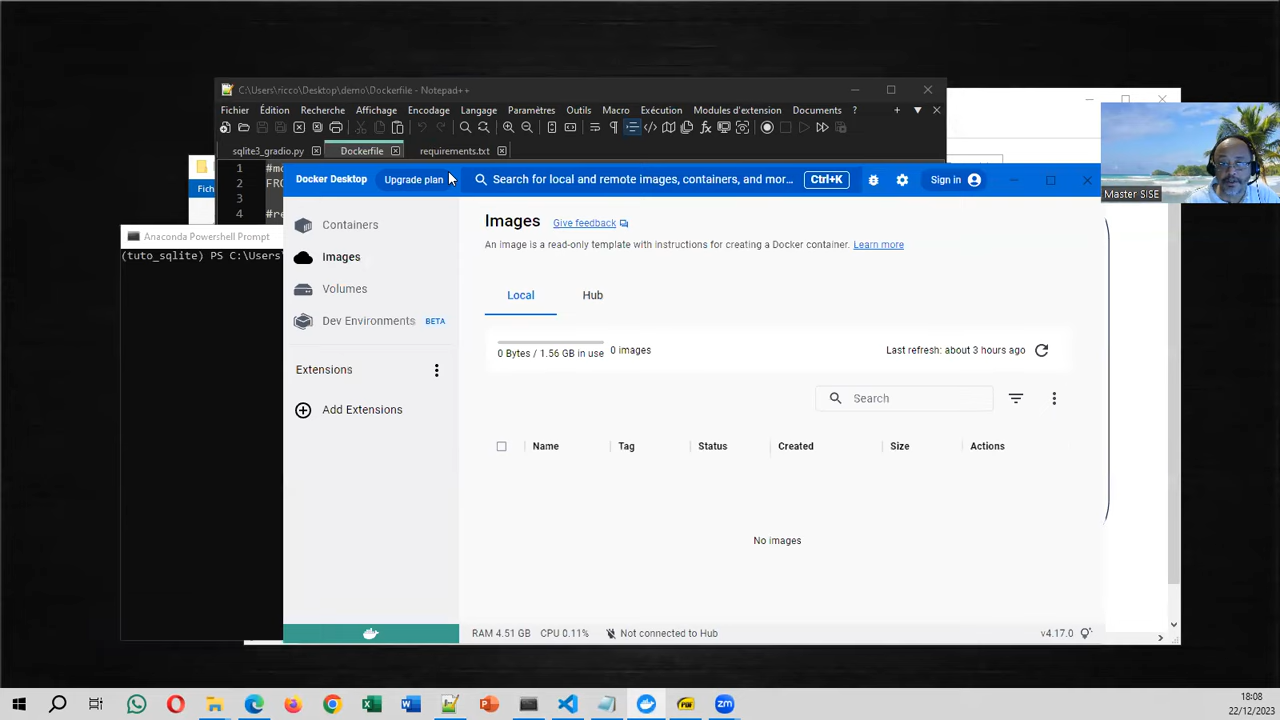 C:\Users\ricco\Desktop\demo\Dockerfile - Notepad++
Fichier Édition Recherche Affichage Encodage Langage Paramètres Outils Macro Exécution Modules d'extension Documents ?
sqlite3_gradio.py Dockerfile requirements.txt
1 #mo
2 FRO
3
4 #re
Fich
Anaconda Powershell Prompt
(tuto_sqlite) PS C:\Users
Docker Desktop Upgrade plan Search for local and remote images, containers, and mor... Ctrl+K Sign in
Master SISE
Containers
Images
Volumes
Dev Environments BETA
Extensions
Add Extensions
Images Give feedback
An image is a read-only template with instructions for creating a Docker container. Learn more
Local Hub
0 Bytes / 1.56 GB in use 0 images Last refresh: about 3 hours ago
Search
Name Tag Status Created Size Actions
No images
RAM 4.51 GB CPU 0.11% Not connected to Hub v4.17.0
18:08
22/12/2023